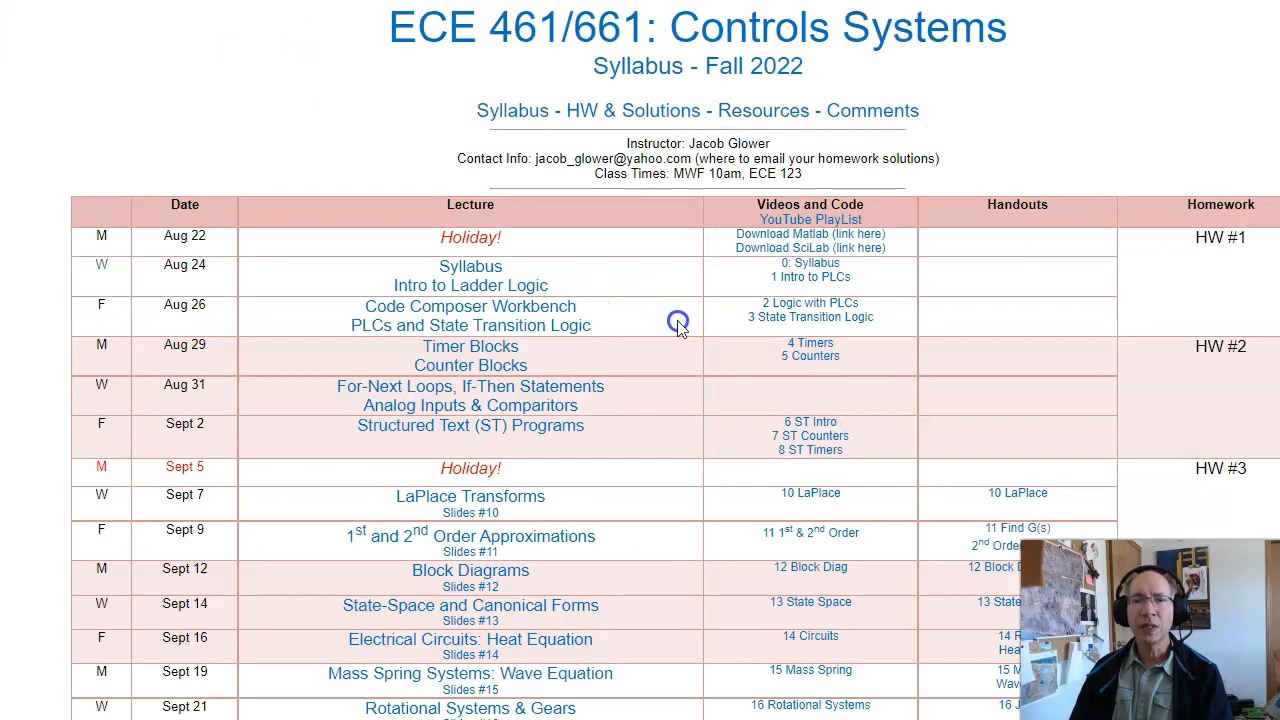 ECE 461/661: Controls Systems
Syllabus - Fall 2022
Syllabus - HW & Solutions - Resources - Comments
Instructor: Jacob Glower
Contact Info: jacob_glower@yahoo.com (where to email your homework solutions)
Class Times: MWF 10am, ECE 123
Date Lecture Videos and Code Handouts Homework
YouTube PlayList
M Aug 22 Holiday! Download Matlab (link here) HW #1
Download SciLab (link here)
W Aug 24 Syllabus 0: Syllabus
Intro to Ladder Logic 1 Intro to PLCs
F Aug 26 Code Composer Workbench 2 Logic with PLCs
PLCs and State Transition Logic 3 State Transition Logic
M Aug 29 Timer Blocks 4 Timers HW #2
Counter Blocks 5 Counters
W Aug 31 For-Next Loops, If-Then Statements
Analog Inputs & Comparitors
F Sept 2 Structured Text (ST) Programs 6 ST Intro
7 ST Counters
8 ST Timers
M Sept 5 Holiday! HW #3
W Sept 7 LaPlace Transforms 10 LaPlace 10 LaPlace
Slides #10
F Sept 9 1st and 2nd Order Approximations 11 1st & 2nd Order 11 Find G(s)
Slides #11 2nd Order
M Sept 12 Block Diagrams 12 Block Diag 12 Block
Slides #12
W Sept 14 State-Space and Canonical Forms 13 State Space 13 State
Slides #13
F Sept 16 Electrical Circuits: Heat Equation 14 Circuits 14
Slides #14
M Sept 19 Mass Spring Systems: Wave Equation 15 Mass Spring 15
Slides #15
W Sept 21 Rotational Systems & Gears 16 Rotational Systems 16